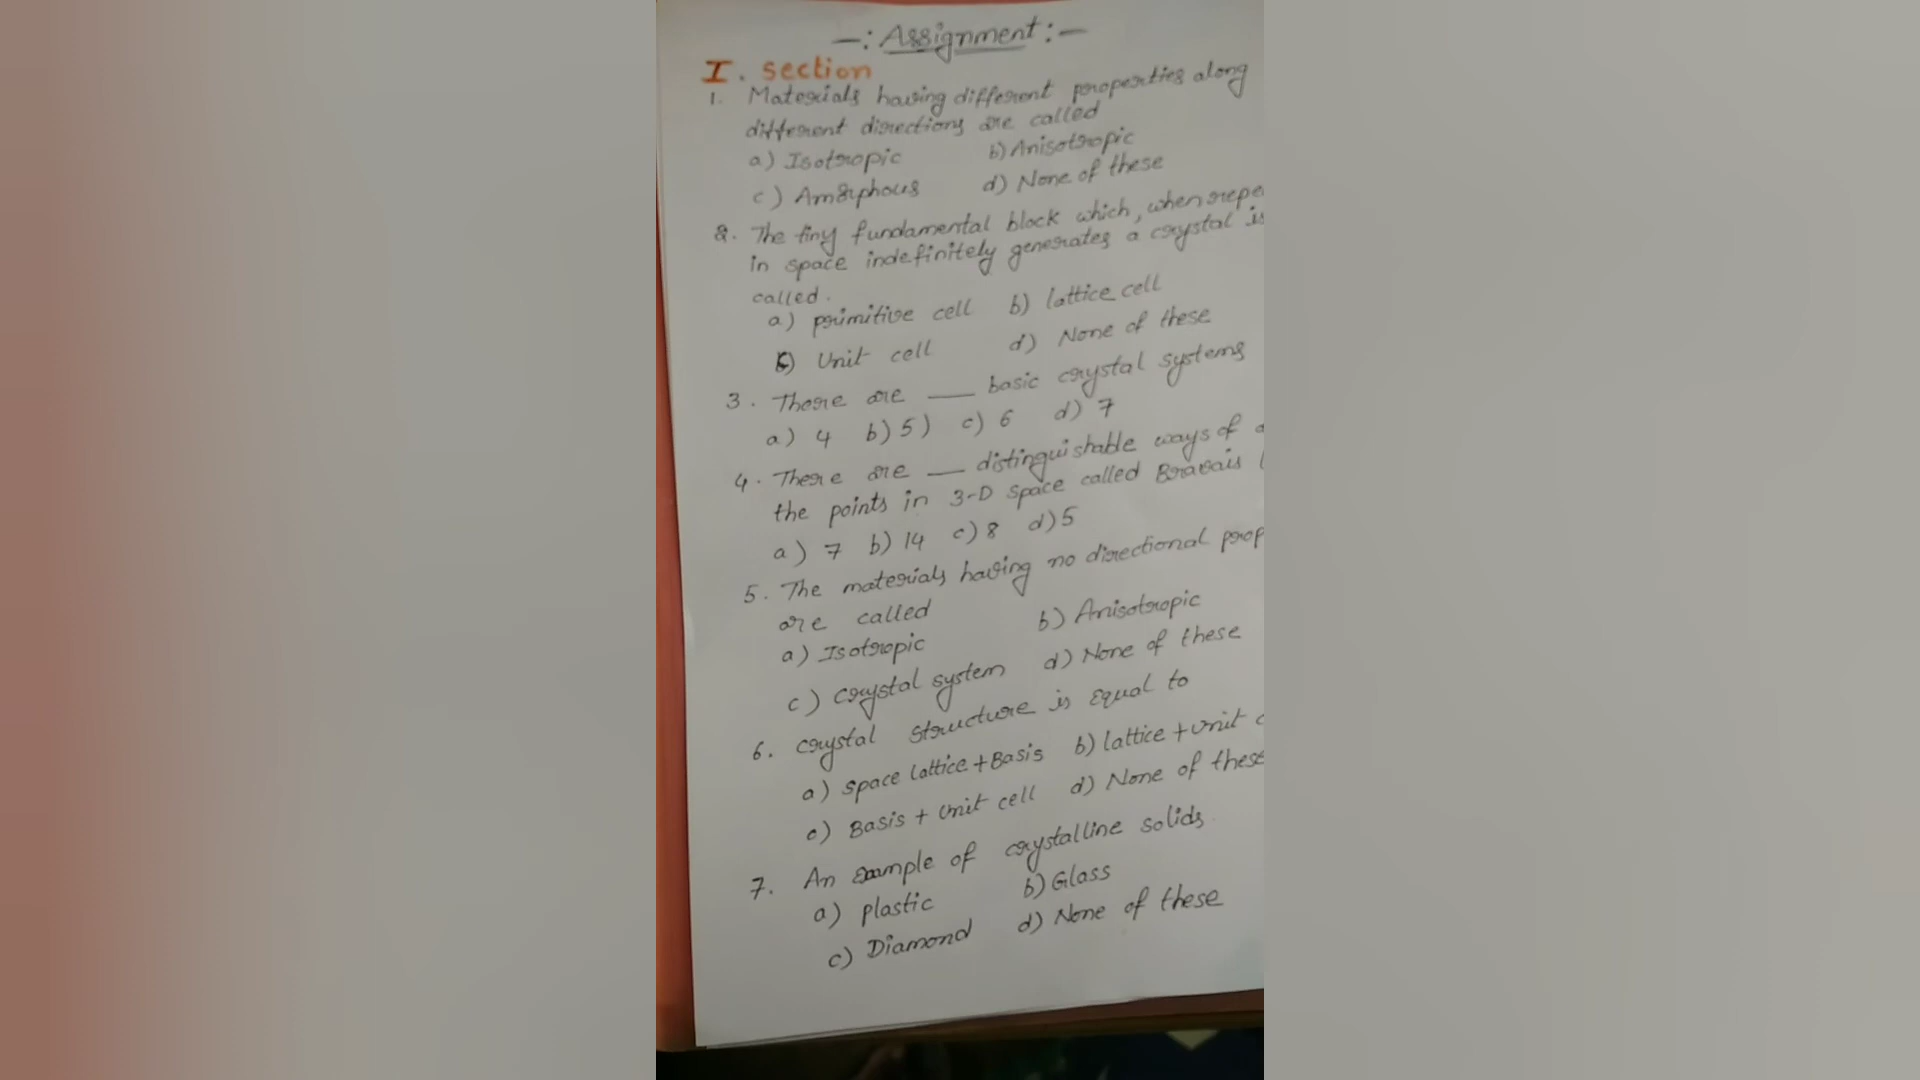 -: Assignment :-
I. section
1. Materials having different properties along
different directions are called
a) Isotropic b) Anisotropic
c) Amorphous d) None of these
2. The tiny fundamental block which, when repe
in space indefinitely generates a crystal is
called.
a) primitive cell b) lattice cell
c) Unit cell d) None of these
3. There are ___ basic crystal systems
a) 4 b) 5) c) 6 d) 7
4. There are ___ distinguishable ways of a
the points in 3-D space called Bravais l
a) 7 b) 14 c) 8 d) 5
5. The materials having no directional prop
are called
a) Isotropic b) Anisotropic
c) crystal system d) None of these
6. crystal structure is Equal to
a) space lattice + Basis b) lattice + Unit c
c) Basis + Unit cell d) None of these
7. An Example of crystalline solids.
a) plastic b) Glass
c) Diamond d) None of these